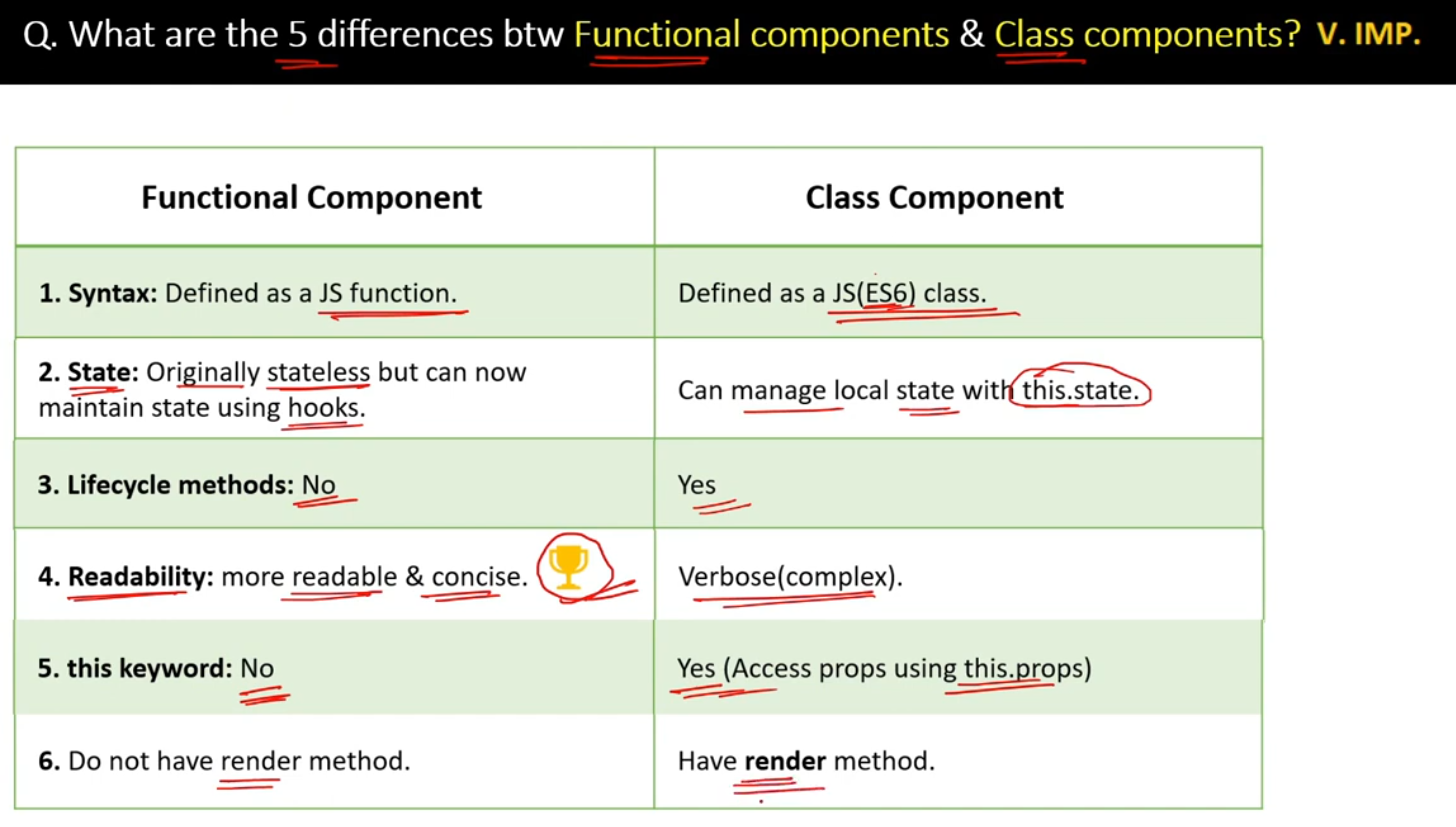 Q. What are the 5 differences btw Functional components & Class components? V. IMP.
Functional Component
Class Component
1. Syntax: Defined as a JS function.
Defined as a JS(ES6) class.
2. State: Originally stateless but can now
maintain state using hooks.
Can manage local state with this.state.
3. Lifecycle methods: No
Yes
4. Readability: more readable & concise.
Verbose(complex).
5. this keyword: No
Yes (Access props using this.props)
6. Do not have render method.
Have render method.